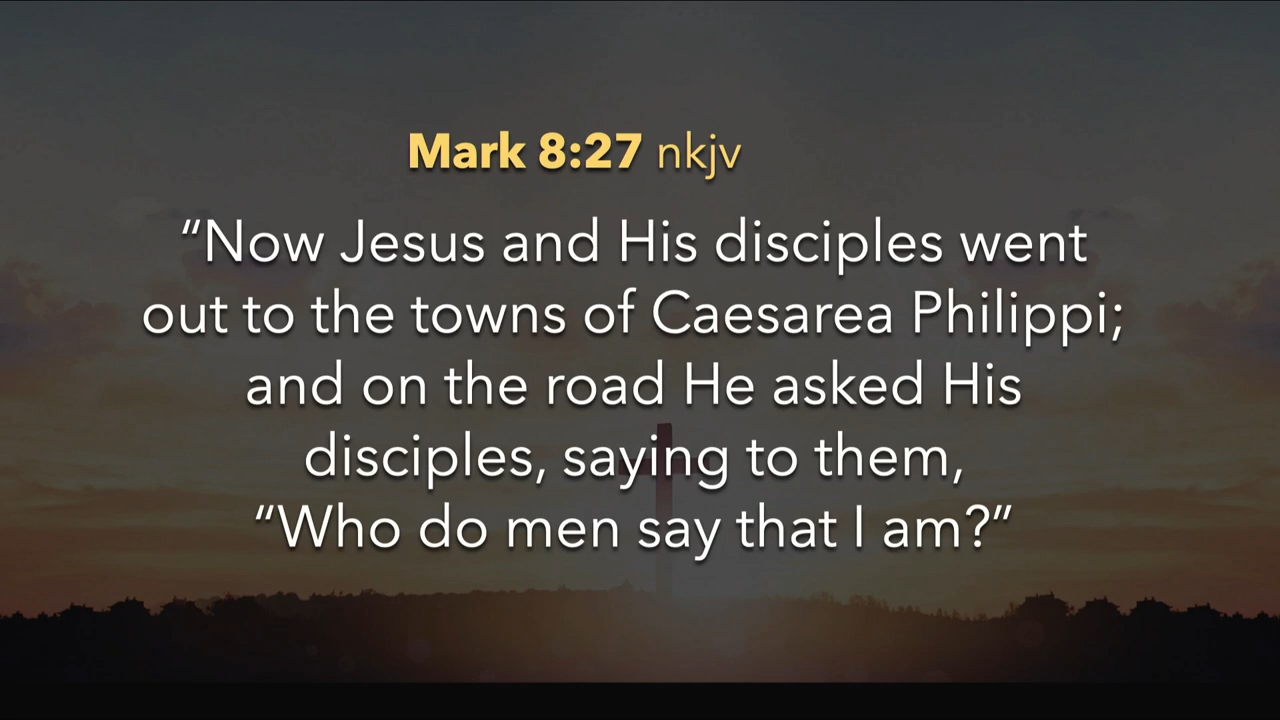 Mark 8:27 nkjv
“Now Jesus and His disciples went
out to the towns of Caesarea Philippi;
and on the road He asked His
disciples, saying to them,
“Who do men say that I am?”